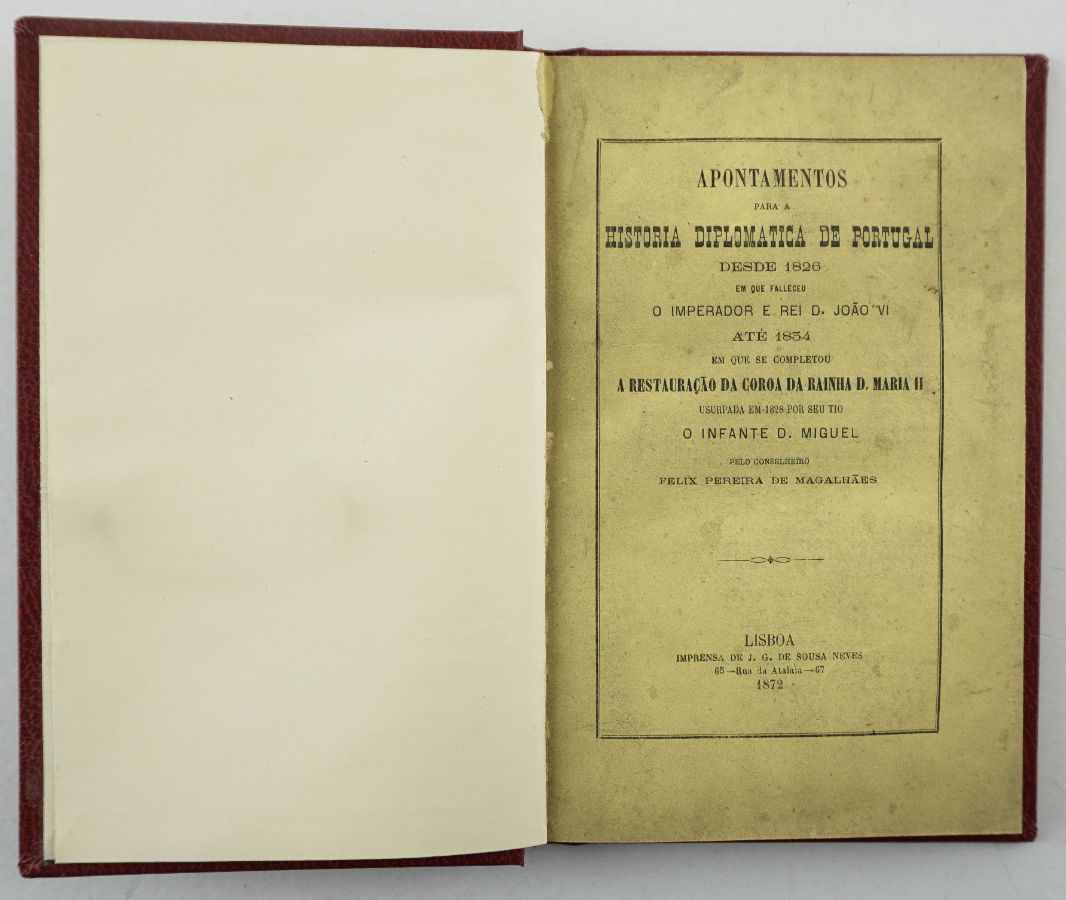 APONTAMENTOS
PARA A
HISTORIA DIPLOMATICA DE PORTUGAL
DESDE 1826
EM QUE FALLECEU
O IMPERADOR E REI D. JOÃO VI
ATÉ 1834
EM QUE SE COMPLETOU
A RESTAURAÇÃO DA COROA DA RAINHA D. MARIA II
USURPADA EM 1828 POR SEU TIO
O INFANTE D. MIGUEL
PELO CONSELHEIRO
FELIX PEREIRA DE MAGALHÃES
LISBOA
IMPRENSA DE J. G. DE SOUSA NEVES
65—Rua da Atalaia—67
1872